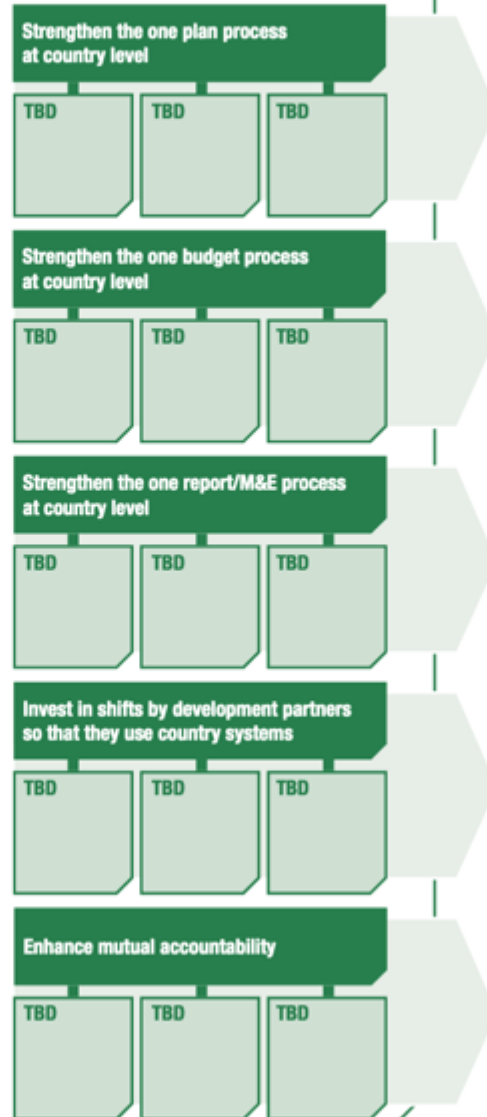 Strengthen the one plan process
at country level
TBD
TBD
TBD
Strengthen the one budget process
at country level
TBD
TBD
TBD
Strengthen the one report/M&E process
at country level
TBD
TBD
TBD
Invest in shifts by development partners
so that they use country systems
TBD
TBD
TBD
Enhance mutual accountability
TBD
TBD
TBD